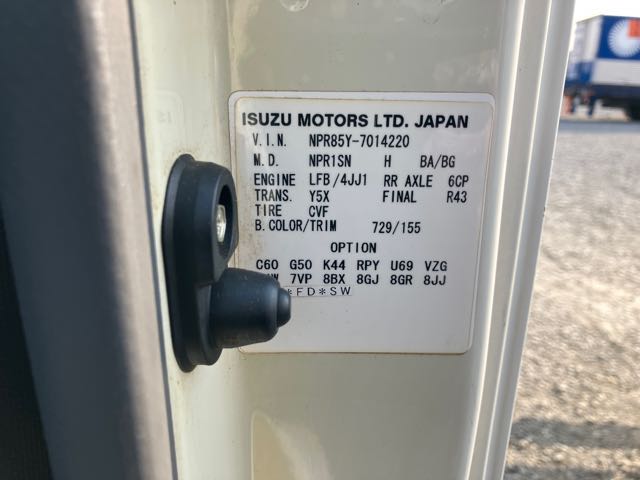 ISUZU MOTORS LTD. JAPAN
V.I.N. NPR85Y-7014220
M.D. NPR1SN H BA/BG
ENGINE LFB/4JJ1 RR AXLE 6CP
TRANS. Y5X FINAL R43
TIRE CVF
B.COLOR/TRIM 729/155
OPTION
C60 G50 K44 RPY U69 VZG
7VP 8BX 8GJ 8GR 8JJ
*FD*SW